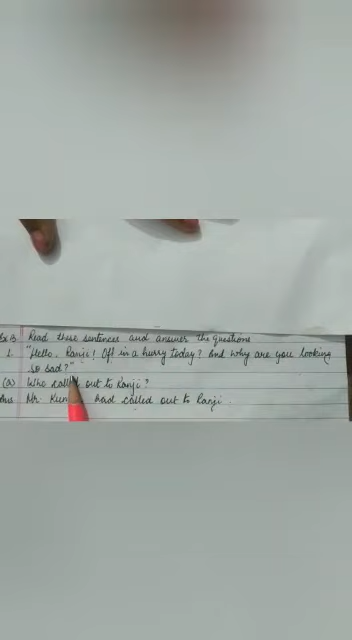 Ex B Read these sentences and answer the questions
1. "Hello, Ranji! Off in a hurry today? And why are you looking
so sad?"
(a) Who called out to Ranji?
Ans Mr. had called out to Ranji